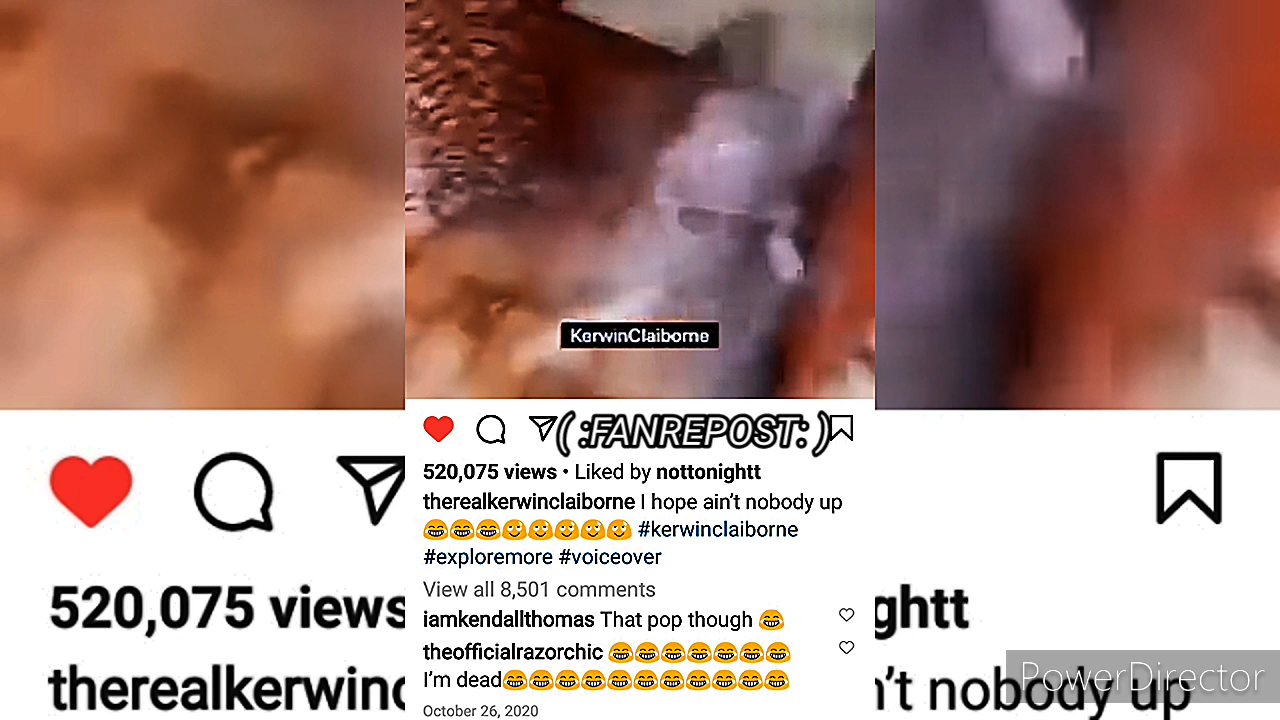 KerwinClaiborne
( :FANREPOST: )
520,075 views • Liked by nottonightt
therealkerwinclaiborne I hope ain't nobody up
😂😂😂🙄🙄🙄🙄🙄 #kerwinclaiborne
#exploremore #voiceover
View all 8,501 comments
iamkendallthomas That pop though 😂
theofficialrazorchic 😂😂😂😂😂😂😂
I'm dead😂😂😂😂😂😂😂😂😂😂😂
October 26, 2020
520,075 views
ghtt
therealkerwinc
n't nobody up
PowerDirector